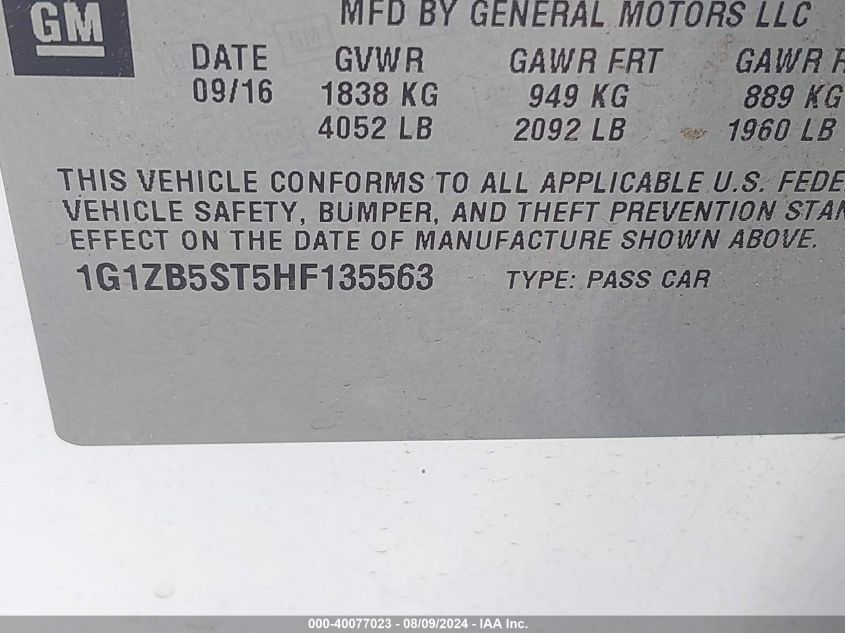 MFD BY GENERAL MOTORS LLC
GM
DATE GVWR GAWR FRT GAWR
09/16 1838 KG 949 KG 889 KG
4052 LB 2092 LB 1960 LB
THIS VEHICLE CONFORMS TO ALL APPLICABLE U.S.
VEHICLE SAFETY, BUMPER, AND THEFT PREVENTION
EFFECT ON THE DATE OF MANUFACTURE SHOWN ABOVE.
1G1ZB5ST5HF135563 TYPE: PASS CAR
000-40077023 - 08/09/2024 - IAA Inc.